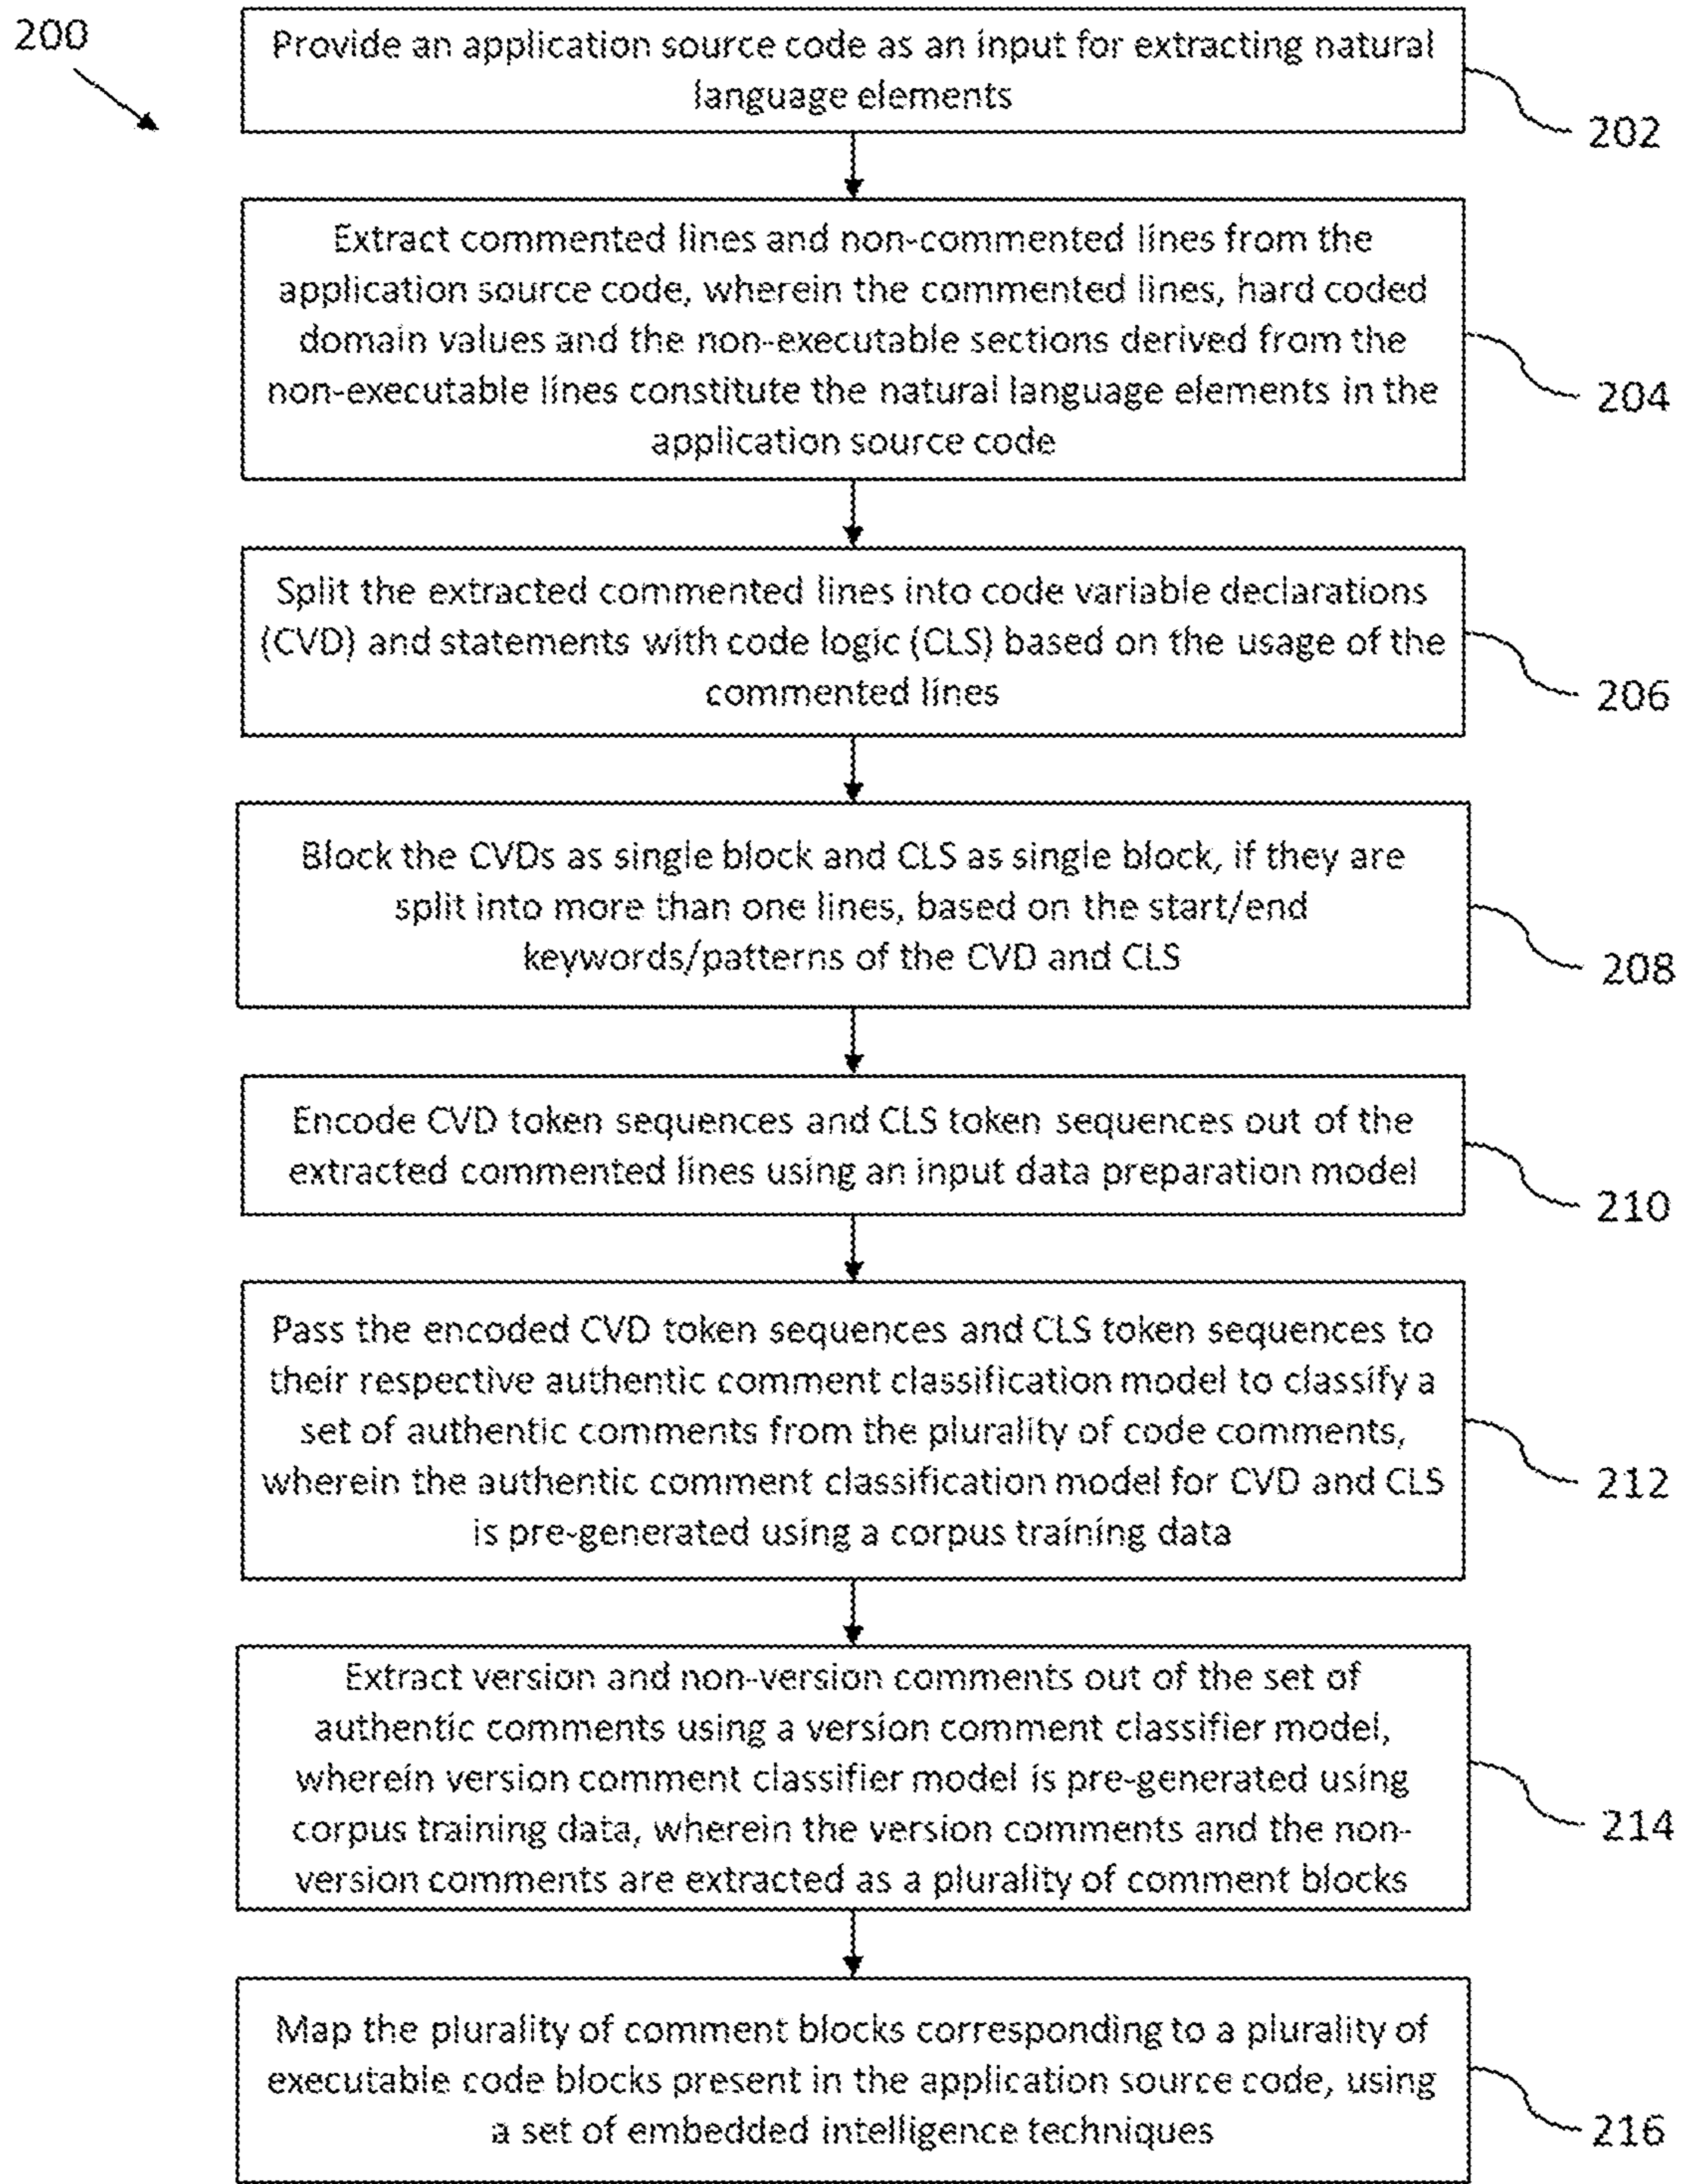 200
Provide an application source code as an input for extracting natural
language elements
202
Extract commented lines and non-commented lines from the
application source code, wherein the commented lines, hard coded
domain values and the non-executable sections derived from the
non-executable lines constitute the natural language elements in the
application source code
204
Split the extracted commented lines into code variable declarations
(CVD) and statements with code logic (CLS) based on the usage of the
commented lines
206
Block the CVDs as single block and CLS as single block, if they are
split into more than one lines, based on the start/end
keywords/patterns of the CVD and CLS
208
Encode CVD token sequences and CLS token sequences out of the
extracted commented lines using an input data preparation model
210
Pass the encoded CVD token sequences and CLS token sequences to
their respective authentic comment classification model to classify a
set of authentic comments from the plurality of code comments,
wherein the authentic comment classification model for CVD and CLS
is pre-generated using a corpus training data
212
Extract version and non-version comments out of the set of
authentic comments using a version comment classifier model,
wherein version comment classifier model is pre-generated using
corpus training data, wherein the version comments and the non-
version comments are extracted as a plurality of comment blocks
214
Map the plurality of comment blocks corresponding to a plurality of
executable code blocks present in the application source code, using
a set of embedded intelligence techniques
216